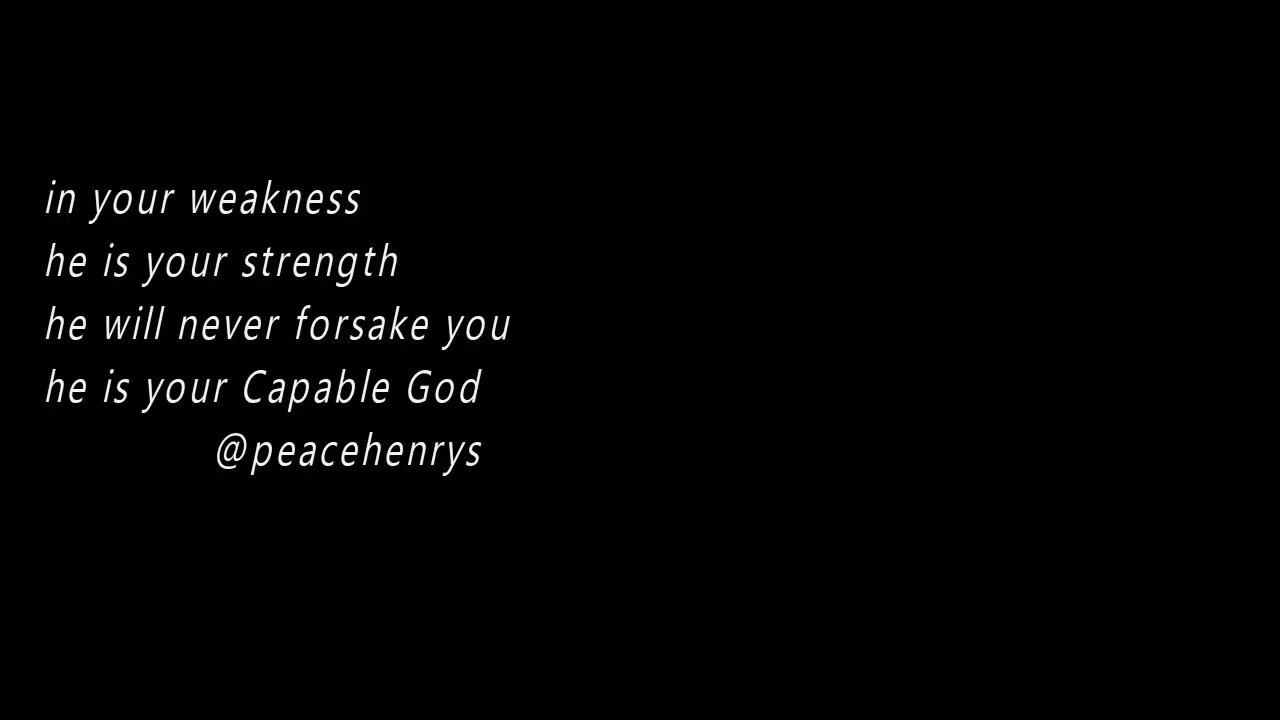 in your weakness
he is your strength
he will never forsake you
he is your Capable God
@peacehenrys